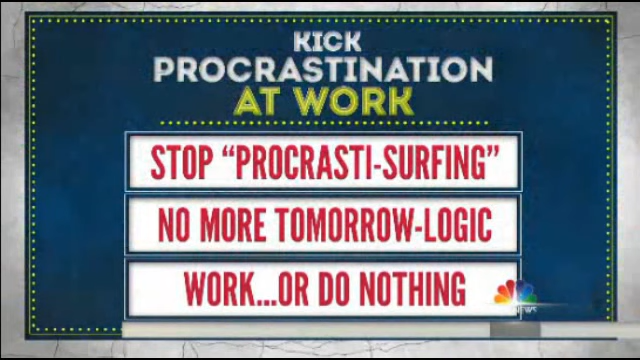 KICK
PROCRASTINATION
AT WORK
STOP “PROCRASTI-SURFING”
NO MORE TOMORROW-LOGIC
WORK...OR DO NOTHING